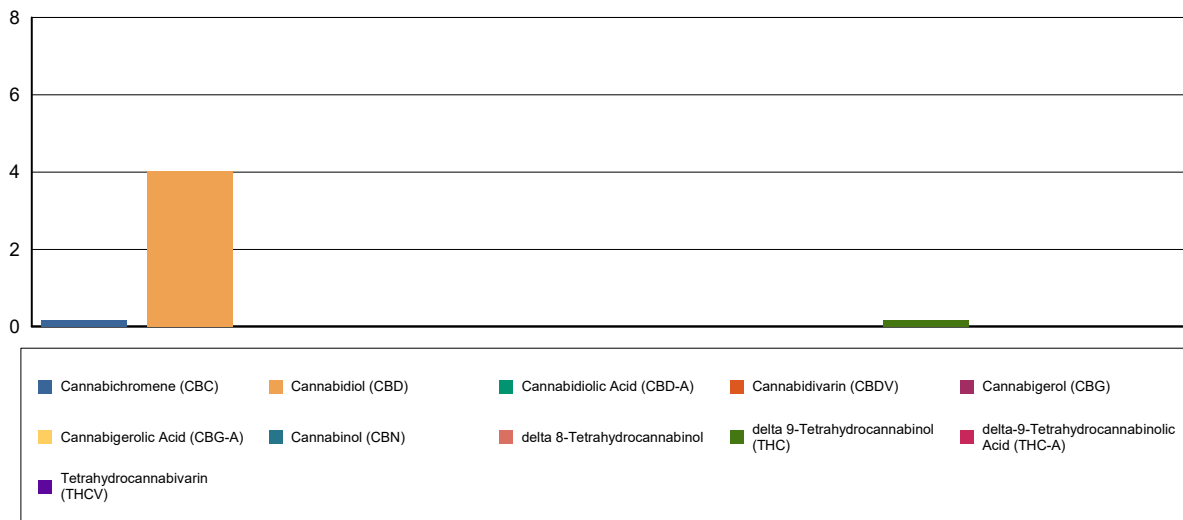 8
6
4
2
0
Cannabichromene (CBC)
Cannabidiol (CBD)
Cannabidiolic Acid (CBD-A)
Cannabidivarin (CBDV)
Cannabigerol (CBG)
Cannabigerolic Acid (CBG-A)
Cannabinol (CBN)
delta 8-Tetrahydrocannabinol
delta 9-Tetrahydrocannabinol
(THC)
delta-9-Tetrahydrocannabinolic
Acid (THC-A)
Tetrahydrocannabivarin
(THCV)